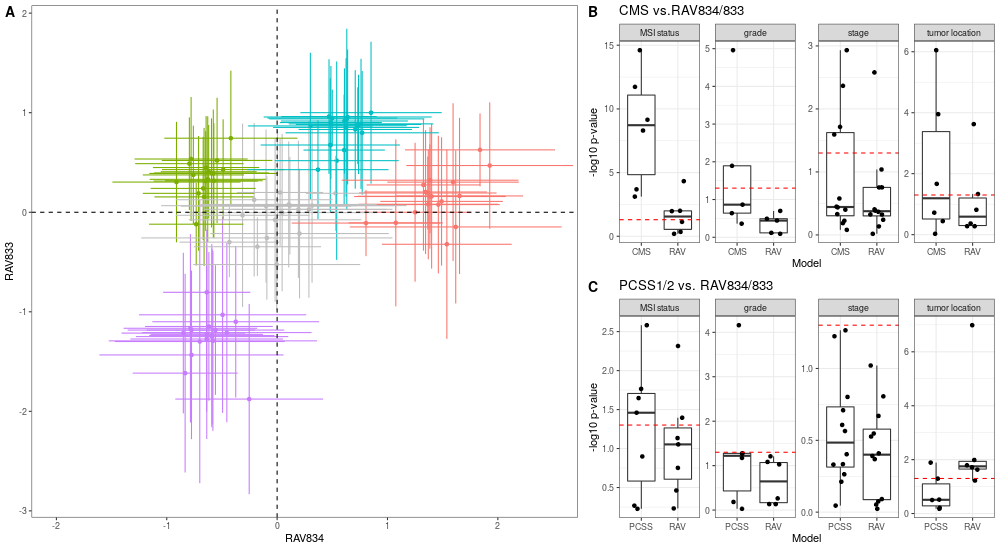 A
2
1
0
-1
-2
-3
RAV833
-2
-1
0
1
2
RAV834
B
CMS vs.RAV834/833
MSI status
grade
stage
tumor location
-log10 p-value
15
10
5
0
5
4
3
2
1
0
3
2
1
0
6
4
2
0
CMS
RAV
CMS
RAV
CMS
RAV
CMS
RAV
Model
C
PCSS1/2 vs. RAV834/833
MSI status
grade
stage
tumor location
-log10 p-value
2.5
2.0
1.5
1.0
0.5
4
3
2
1
0
1.0
0.5
0.0
6
4
2
0
PCSS
RAV
PCSS
RAV
PCSS
RAV
PCSS
RAV
Model